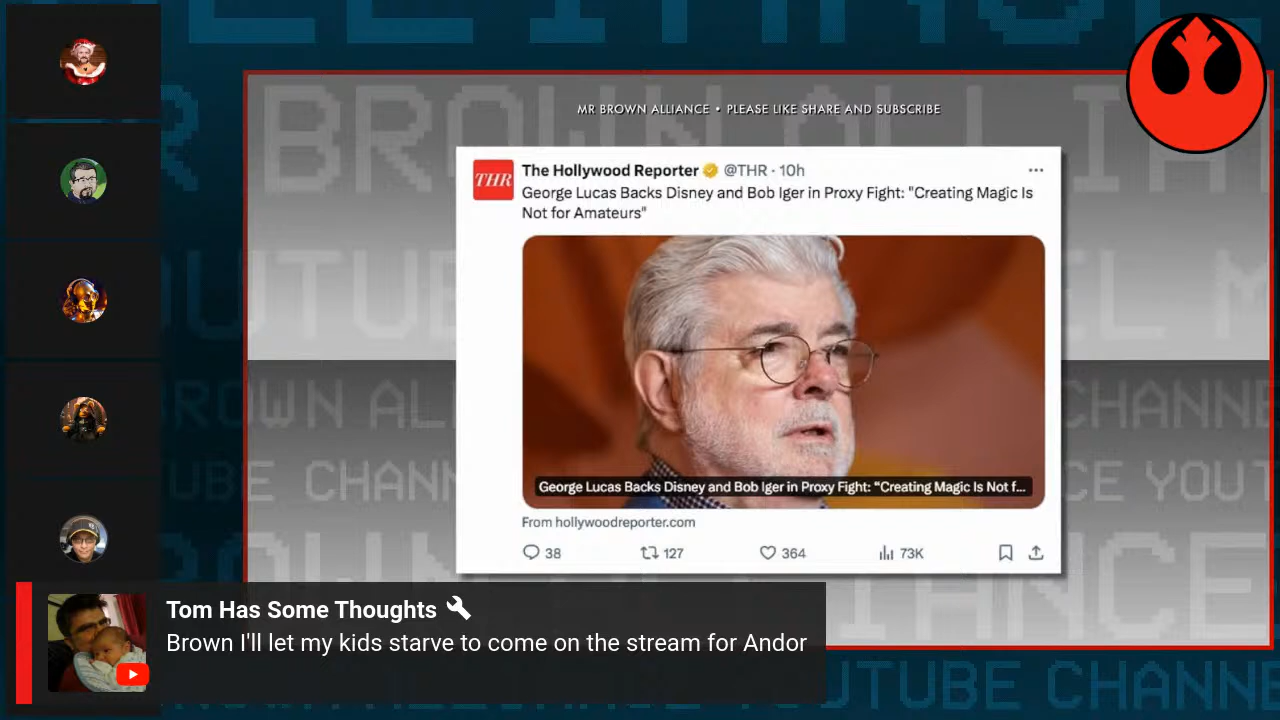 MR BROWN ALLIANCE • PLEASE LIKE SHARE AND SUBSCRIBE
THR
The Hollywood Reporter @THR · 10h
George Lucas Backs Disney and Bob Iger in Proxy Fight: "Creating Magic Is
Not for Amateurs"
George Lucas Backs Disney and Bob Iger in Proxy Fight: “Creating Magic Is Not f...
From hollywoodreporter.com
38 127 364 73K
Tom Has Some Thoughts
Brown I'll let my kids starve to come on the stream for Andor